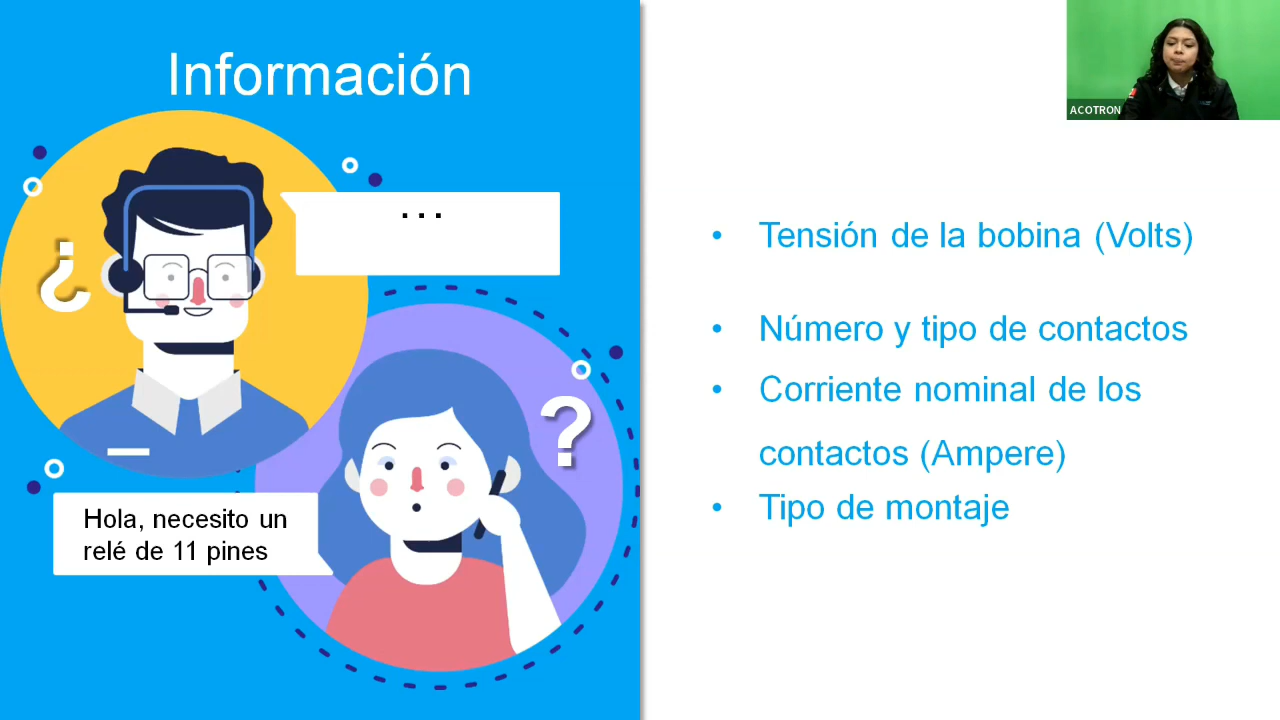 Información
...
¿
?
Hola, necesito un
relé de 11 pines
ACOTRON
• Tensión de la bobina (Volts)
• Número y tipo de contactos
• Corriente nominal de los
contactos (Ampere)
• Tipo de montaje